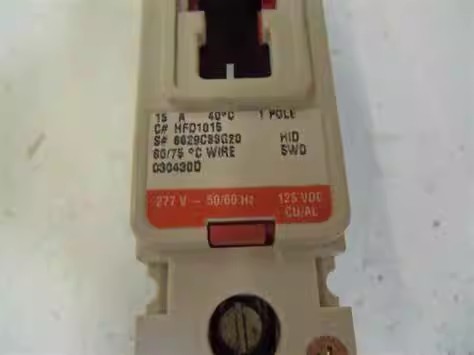 15 A 40°C 1 POLE
C# HFD1015
S# 6629C89G20 HID
60/75 °C WIRE SWD
030430D
277 V ~ 50/60 Hz 125 VDC
CU/AL